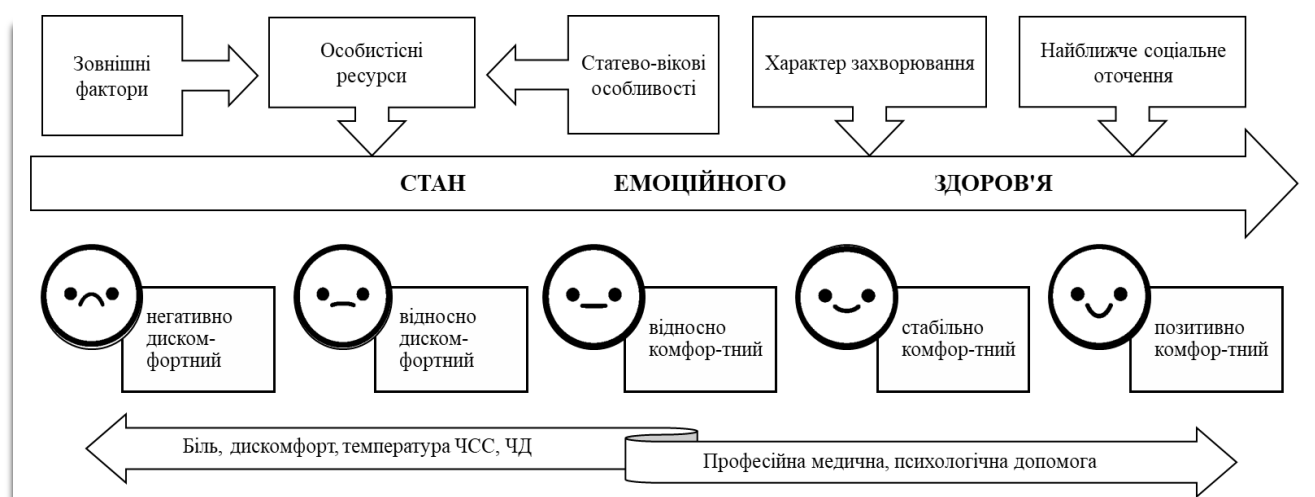 Зовнішні
фактори
Особистісні
ресурси
Статево-вікові
особливості
Характер захворювання
Найближче соціальне
оточення
СТАН ЕМОЦІЙНОГО ЗДОРОВ'Я
негативно
диском-
фортний
відносно
диском-
фортний
відносно
комфор-тний
стабільно
комфор-тний
позитивно
комфор-тний
Біль, дискомфорт, температура ЧСС, ЧД
Професійна медична, психологічна допомога